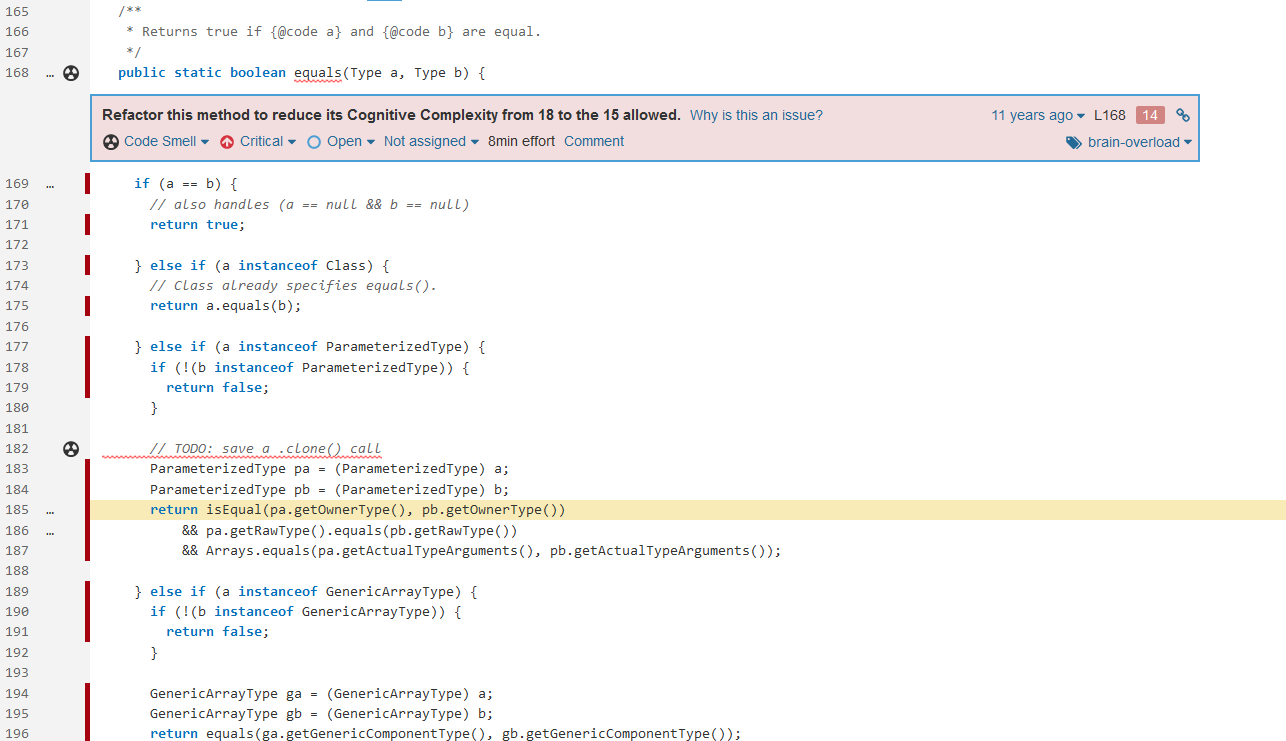 165 /**
166 * Returns true if {@code a} and {@code b} are equal.
167 */
168 … public static boolean equals(Type a, Type b) {
Refactor this method to reduce its Cognitive Complexity from 18 to the 15 allowed. Why is this an issue? 11 years ago L168 14
Code Smell Critical Open Not assigned 8min effort Comment brain-overload
169 … if (a == b) {
170 // also handles (a == null && b == null)
171 return true;
172
173 } else if (a instanceof Class) {
174 // Class already specifies equals().
175 return a.equals(b);
176
177 } else if (a instanceof ParameterizedType) {
178 if (!(b instanceof ParameterizedType)) {
179 return false;
180 }
181
182 // TODO: save a .clone() call
183 ParameterizedType pa = (ParameterizedType) a;
184 ParameterizedType pb = (ParameterizedType) b;
185 … return isEqual(pa.getOwnerType(), pb.getOwnerType())
186 … && pa.getRawType().equals(pb.getRawType())
187 && Arrays.equals(pa.getActualTypeArguments(), pb.getActualTypeArguments());
188
189 } else if (a instanceof GenericArrayType) {
190 if (!(b instanceof GenericArrayType)) {
191 return false;
192 }
193
194 GenericArrayType ga = (GenericArrayType) a;
195 GenericArrayType gb = (GenericArrayType) b;
196 return equals(ga.getGenericComponentType(), gb.getGenericComponentType());